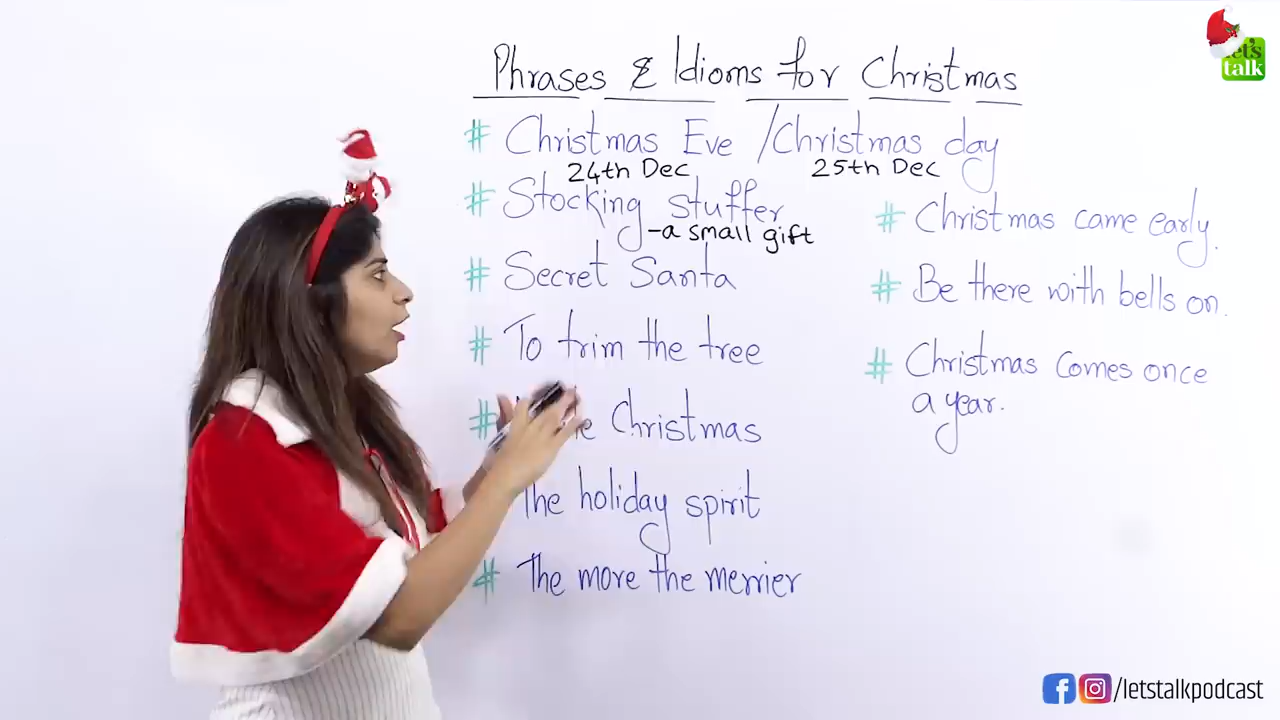 Phrases & Idioms for Christmas
# Christmas Eve / Christmas day
24th Dec 25th Dec
# Stocking stuffer
- a small gift
# Secret Santa
# To trim the tree
# Christmas
The holiday spirit
# The more the merrier
# Christmas came early.
# Be there with bells on.
# Christmas comes once
a year.
let's
talk
/letstalkpodcast